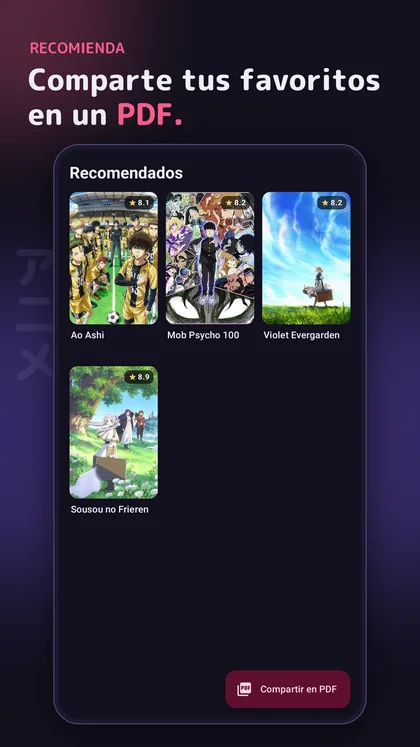 RECOMIENDA
Comparte tus favoritos
en un PDF.
アニメ
Recomendados
8.1
8.2
8.2
Ao Ashi
Mob Psycho 100
Violet Evergarden
8.9
Sousou no Frieren
PDF
Compartir en PDF